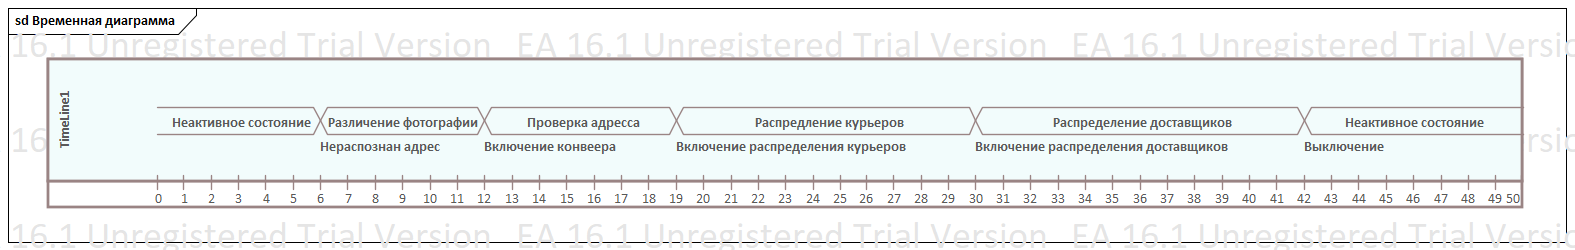 sd Временная диаграмма
16.1 Unregistered Trial Version EA 16.1 Unregistered Trial Version EA 16.1 Unregistered Trial Version
TimeLine1
Неактивное состояние Различение фотографии Проверка адресса Распредление курьеров Распределение доставщиков Неактивное состояние
Нераспознан адрес Включение конвеера Включение распределения курьеров Включение распределения доставщиков Выключение
0 1 2 3 4 5 6 7 8 9 10 11 12 13 14 15 16 17 18 19 20 21 22 23 24 25 26 27 28 29 30 31 32 33 34 35 36 37 38 39 40 41 42 43 44 45 46 47 48 49 50
16.1 Unregistered Trial Version EA 16.1 Unregistered Trial Version EA 16.1 Unregistered Trial Version